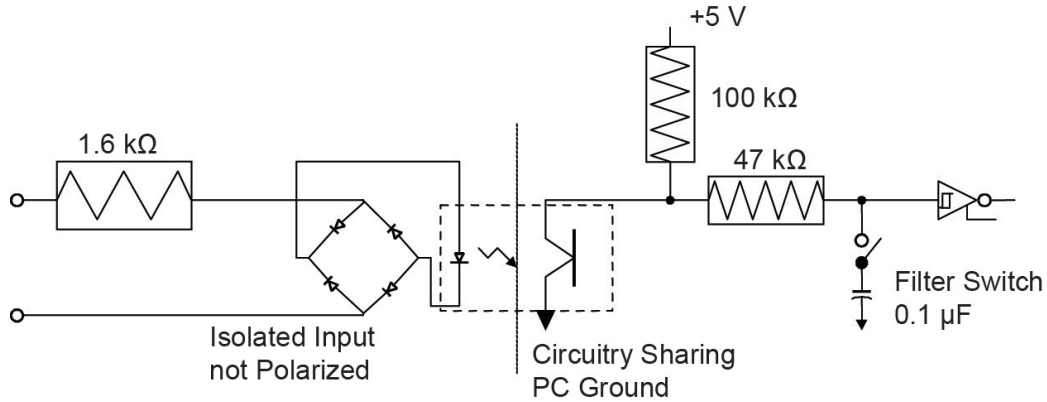 +5 V
100 kΩ
1.6 kΩ
47 kΩ
Filter Switch
0.1 µF
Isolated Input
not Polarized
Circuitry Sharing
PC Ground